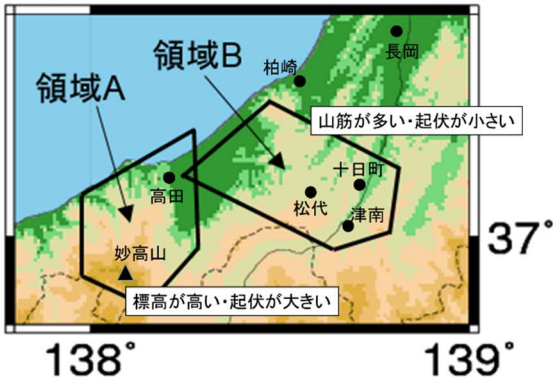 長岡
柏崎
領域B
領域A
山筋が多い・起伏が小さい
十日町
高田
松代
津南
37°
妙高山
標高が高い・起伏が大きい
138°
139°